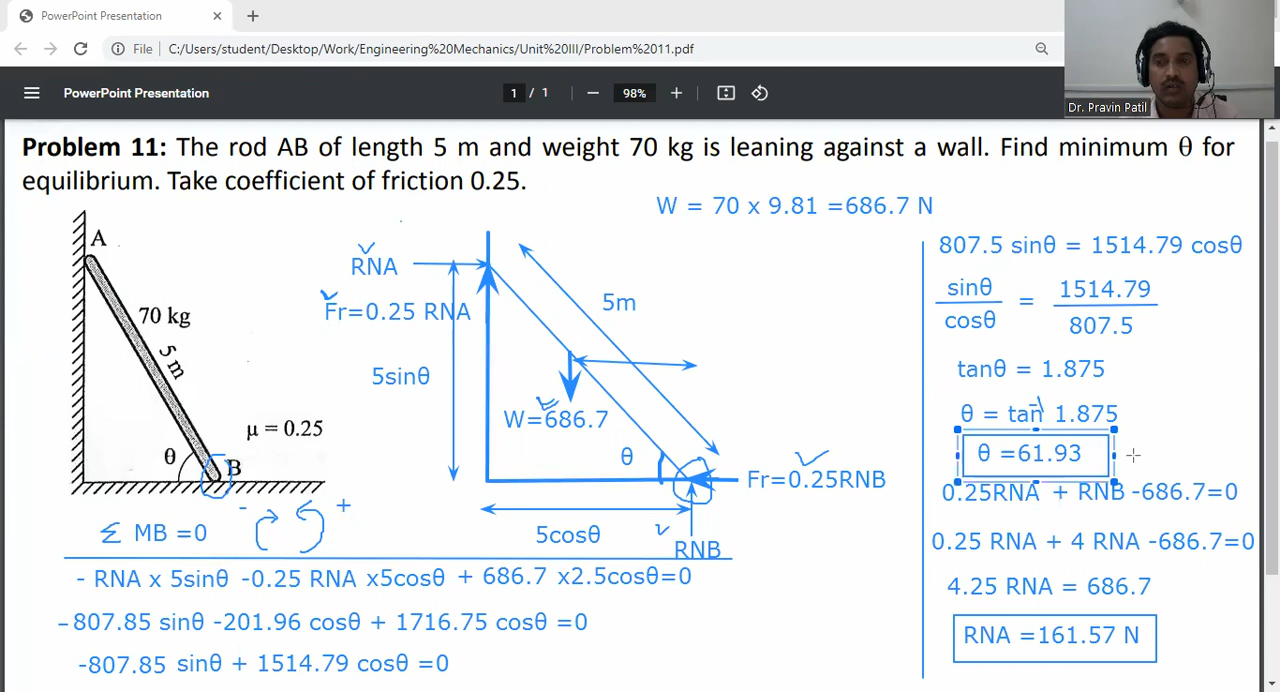 PowerPoint Presentation
File
C:/Users/student/Desktop/Work/Engineering%20Mechanics/Unit%20III/Problem%2011.pdf
PowerPoint Presentation
1 / 1
98%
Dr. Pravin Patil
Problem 11: The rod AB of length 5 m and weight 70 kg is leaning against a wall. Find minimum θ for
equilibrium. Take coefficient of friction 0.25.
W = 70 x 9.81 =686.7 N
A
70 kg
5 m
μ = 0.25
θ
B
RNA
Fr=0.25 RNA
5sinθ
5m
W=686.7
θ
Fr=0.25RNB
5cosθ
RNB
Σ MB =0
- +
- RNA x 5sinθ -0.25 RNA x5cosθ + 686.7 x2.5cosθ=0
-807.85 sinθ -201.96 cosθ + 1716.75 cosθ =0
-807.85 sinθ + 1514.79 cosθ =0
807.5 sinθ = 1514.79 cosθ
sinθ
cosθ
=
1514.79
807.5
tanθ = 1.875
θ = tan⁻¹ 1.875
θ =61.93
0.25RNA + RNB -686.7=0
0.25 RNA + 4 RNA -686.7=0
4.25 RNA = 686.7
RNA =161.57 N